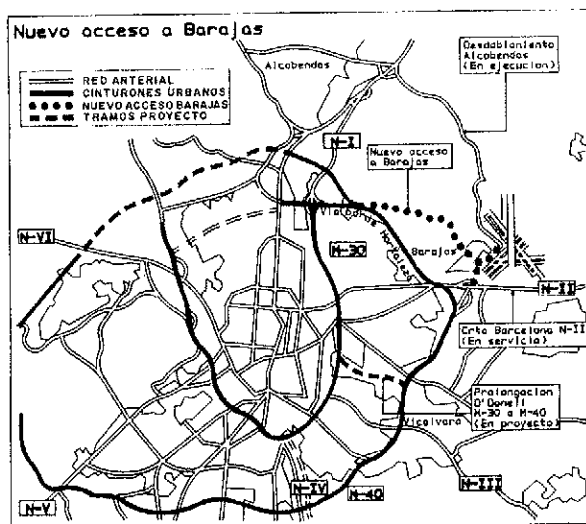 Nuevo acceso a Barajas
Alcobendas
Desdoblamiento
Alcobendas
(En ejecucion)
RED ARTERIAL
CINTURONES URBANOS
NUEVO ACCESO BARAJAS
TRAMOS PROYECTO
N-I
Nuevo acceso
a Barajas
Hortaleza
N-VI
M-30
Barajas
N-II
Crta Barcelona N-II
(En servicio)
Prolongacion
O'Donell
M-30 a M-40
(En proyecto)
Vicalvaro
N-V
N-IV
M-40
N-III